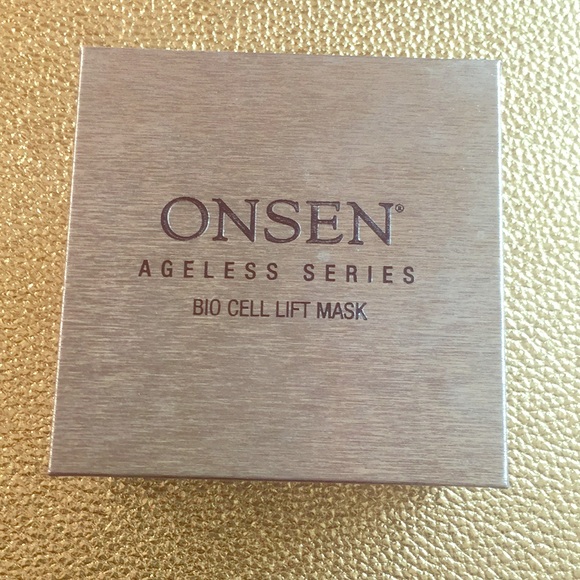 ONSEN®
AGELESS SERIES
BIO CELL LIFT MASK